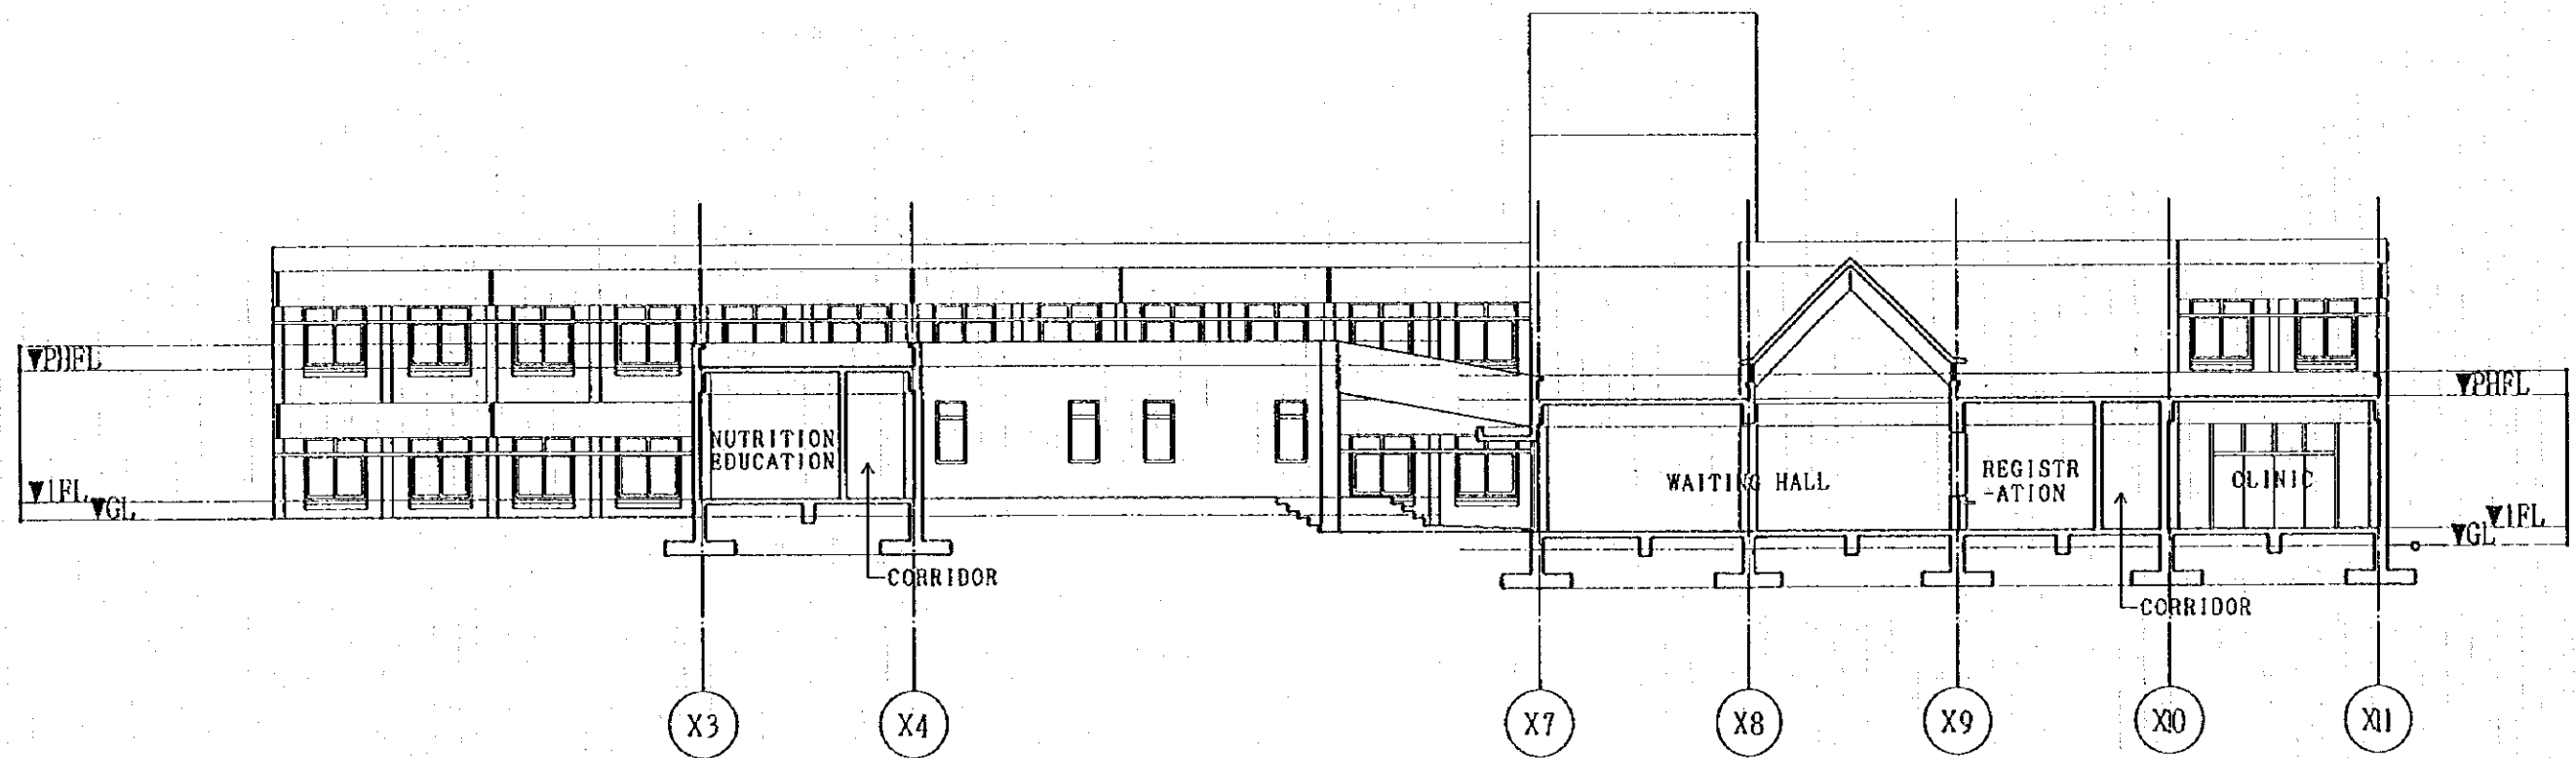 ▼PHFL
▼PHFL
NUTRITION
EDUCATION
WAITING HALL
REGISTR
-ATION
CLINIC
▼1FL
▼GL
▼1FL
▼GL
CORRIDOR
CORRIDOR
X3
X4
X7
X8
X9
X10
X11